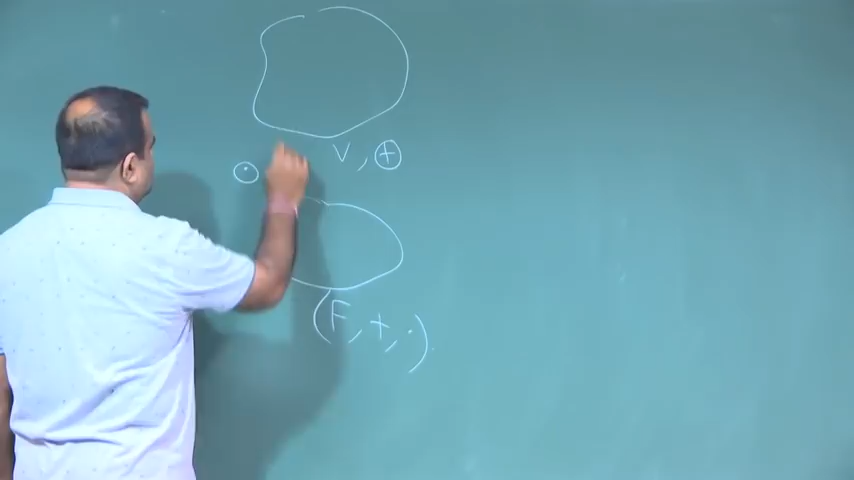 V, ⊕
⊙
(F, +, ·)